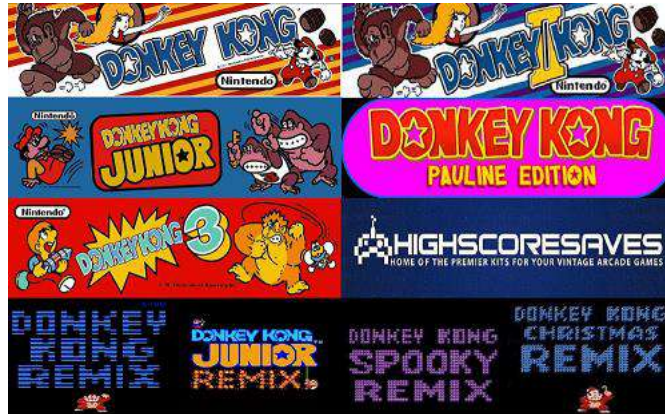 DONKEY KONG
Nintendo
DONKEY II KONG
Nintendo
Nintendo
DONKEY KONG
JUNIOR
DONKEY KONG
PAULINE EDITION
Nintendo
DONKEY KONG 3
HIGHSCORESAVES
HOME OF THE PREMIER KITS FOR YOUR VINTAGE ARCADE GAMES
DONKEY
KONG
REMIX
DONKEY KONG
JUNIOR
REMIX
DONKEY KONG
SPOOKY
REMIX
DONKEY KONG
CHRISTMAS
REMIX